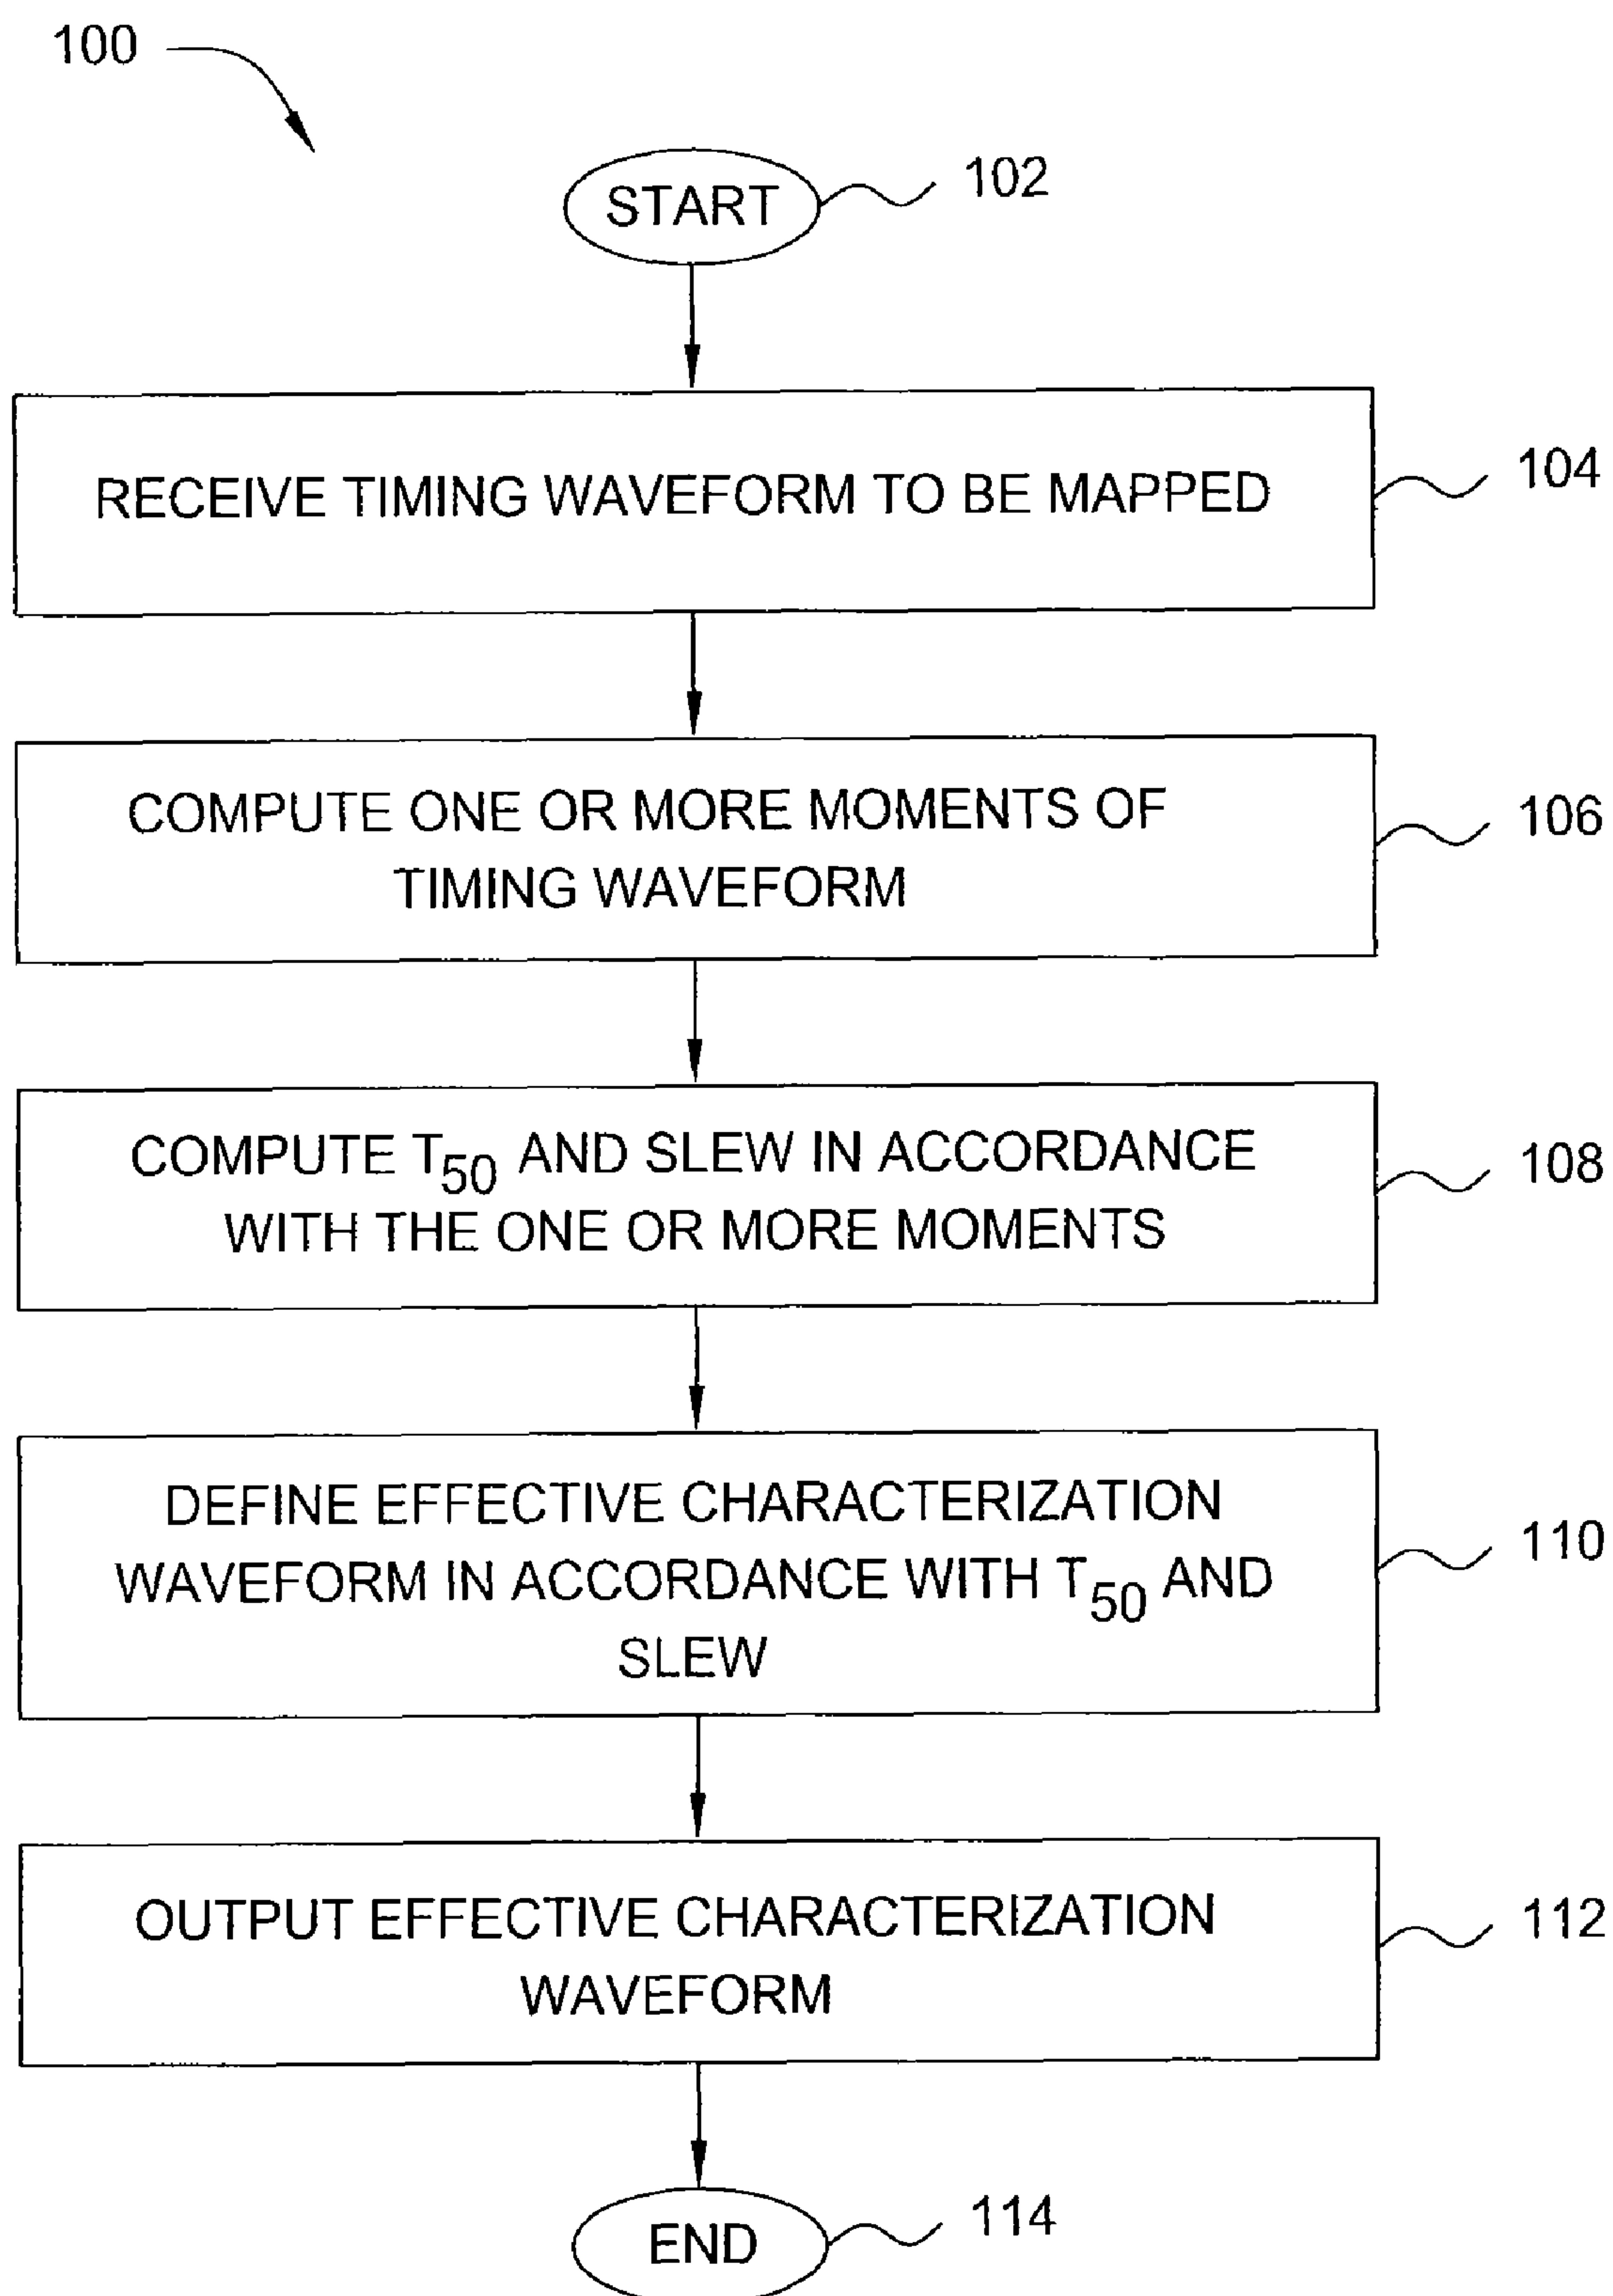 100
START
102
RECEIVE TIMING WAVEFORM TO BE MAPPED
104
COMPUTE ONE OR MORE MOMENTS OF
TIMING WAVEFORM
106
COMPUTE T50 AND SLEW IN ACCORDANCE
WITH THE ONE OR MORE MOMENTS
108
DEFINE EFFECTIVE CHARACTERIZATION
WAVEFORM IN ACCORDANCE WITH T50 AND
SLEW
110
OUTPUT EFFECTIVE CHARACTERIZATION
WAVEFORM
112
END
114